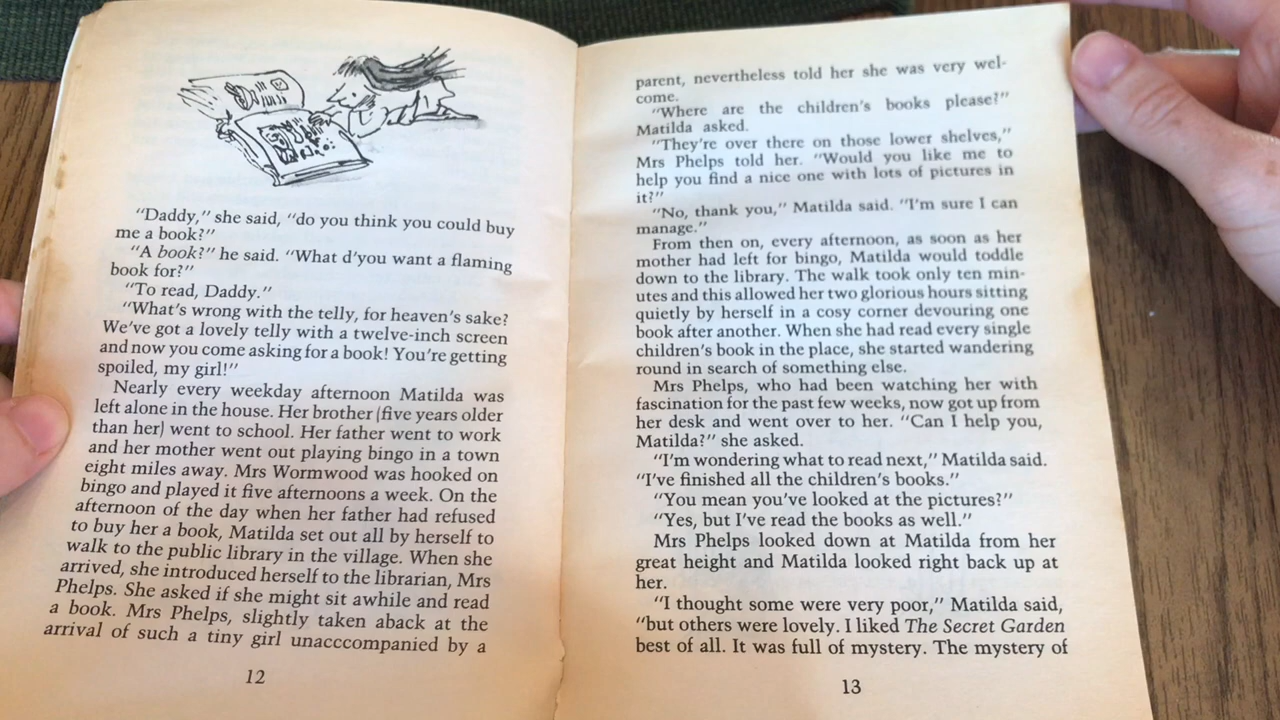 "Daddy," she said, "do you think you could buy
me a book?"
"A book?" he said. "What d'you want a flaming
book for?"
"To read, Daddy."
"What's wrong with the telly, for heaven's sake?
We've got a lovely telly with a twelve-inch screen
and now you come asking for a book! You're getting
spoiled, my girl!"
Nearly every weekday afternoon Matilda was
left alone in the house. Her brother (five years older
than her) went to school. Her father went to work
and her mother went out playing bingo in a town
eight miles away. Mrs Wormwood was hooked on
bingo and played it five afternoons a week. On the
afternoon of the day when her father had refused
to buy her a book, Matilda set out all by herself to
walk to the public library in the village. When she
arrived, she introduced herself to the librarian, Mrs
Phelps. She asked if she might sit awhile and read
a book. Mrs Phelps, slightly taken aback at the
arrival of such a tiny girl unacccompanied by a
12
parent, nevertheless told her she was very wel-
come.
"Where are the children's books please?"
Matilda asked.
"They're over there on those lower shelves,"
Mrs Phelps told her. "Would you like me to
help you find a nice one with lots of pictures in
it?"
"No, thank you," Matilda said. "I'm sure I can
manage."
From then on, every afternoon, as soon as her
mother had left for bingo, Matilda would toddle
down to the library. The walk took only ten min-
utes and this allowed her two glorious hours sitting
quietly by herself in a cosy corner devouring one
book after another. When she had read every single
children's book in the place, she started wandering
round in search of something else.
Mrs Phelps, who had been watching her with
fascination for the past few weeks, now got up from
her desk and went over to her. "Can I help you,
Matilda?" she asked.
"I'm wondering what to read next," Matilda said.
"I've finished all the children's books."
"You mean you've looked at the pictures?"
"Yes, but I've read the books as well."
Mrs Phelps looked down at Matilda from her
great height and Matilda looked right back up at
her.
"I thought some were very poor," Matilda said,
"but others were lovely. I liked The Secret Garden
best of all. It was full of mystery. The mystery of
13